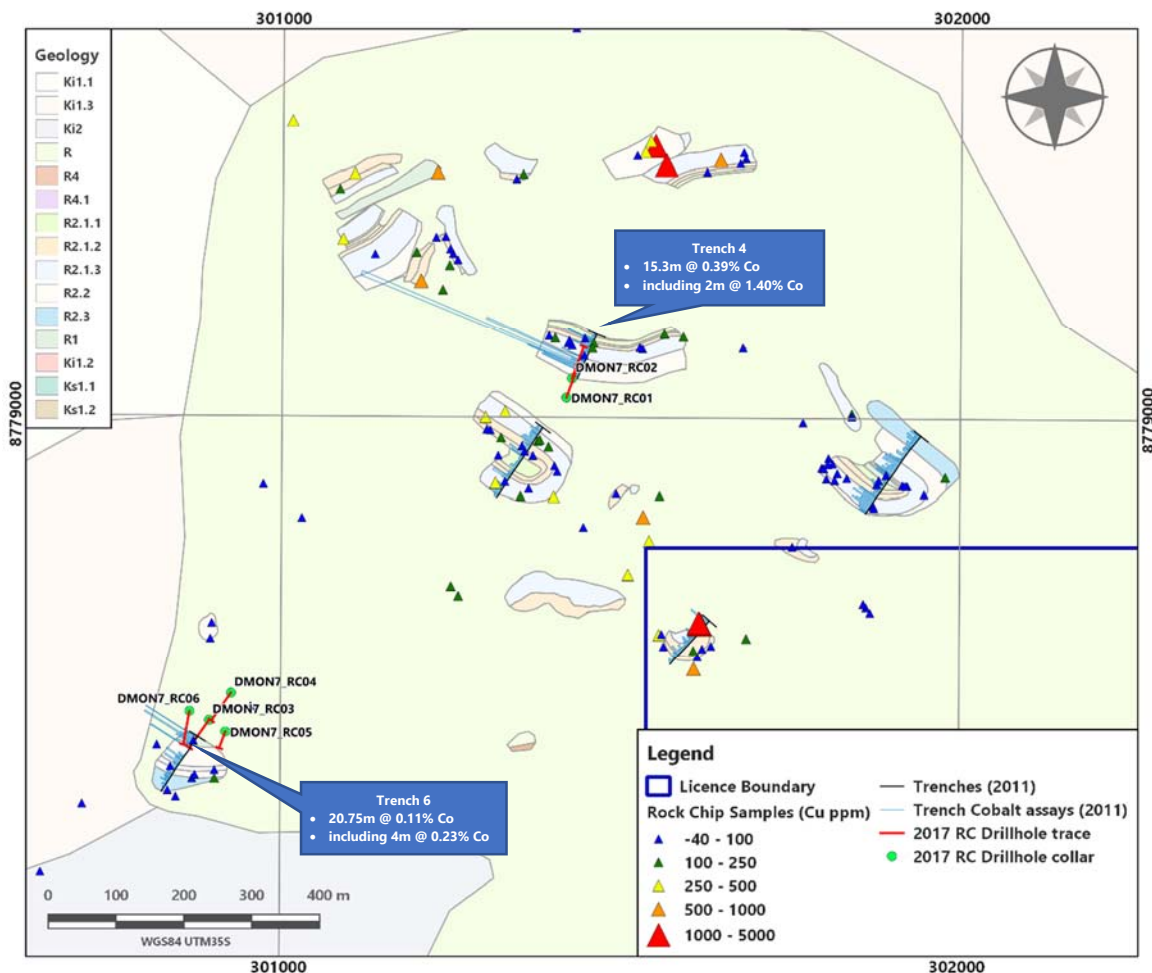 301000
302000
Geology
Ki1.1
Ki1.3
Ki2
R
R4
R4.1
R2.1.1
R2.1.2
R2.1.3
R2.2
R2.3
R1
Ki1.2
Ks1.1
Ks1.2
Trench 4
• 15.3m @ 0.39% Co
• including 2m @ 1.40% Co
DMON7_RC02
DMON7_RC01
8779000
8779000
DMON7_RC04
DMON7_RC06
DMON7_RC03
DMON7_RC05
Trench 6
• 20.75m @ 0.11% Co
• including 4m @ 0.23% Co
Legend
Licence Boundary
Rock Chip Samples (Cu ppm)
-40 - 100
100 - 250
250 - 500
500 - 1000
1000 - 5000
Trenches (2011)
Trench Cobalt assays (2011)
2017 RC Drillhole trace
2017 RC Drillhole collar
0 100 200 300 400 m
WGS84 UTM35S
301000
302000